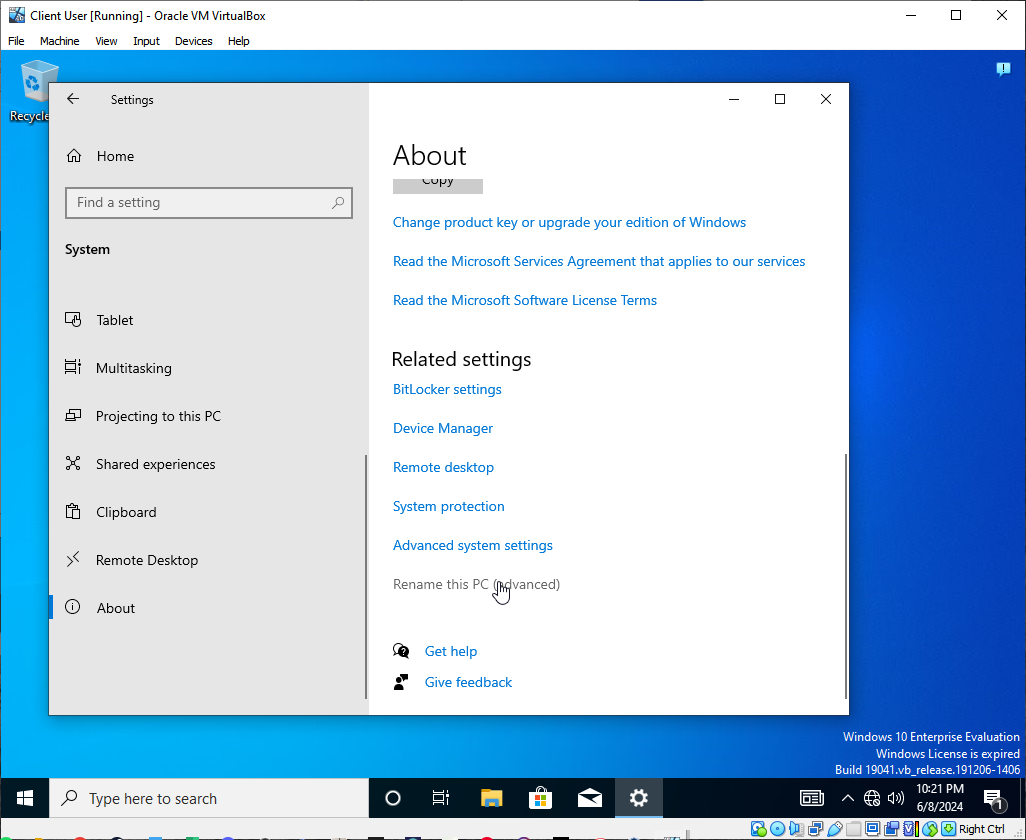 Client User [Running] - Oracle VM VirtualBox
File Machine View Input Devices Help
Recycle
Settings
Home
Find a setting
System
Tablet
Multitasking
Projecting to this PC
Shared experiences
Clipboard
Remote Desktop
About
About
Copy
Change product key or upgrade your edition of Windows
Read the Microsoft Services Agreement that applies to our services
Read the Microsoft Software License Terms
Related settings
BitLocker settings
Device Manager
Remote desktop
System protection
Advanced system settings
Rename this PC (advanced)
Get help
Give feedback
Windows 10 Enterprise Evaluation
Windows License is expired
Build 19041.vb_release.191206-1406
Type here to search
10:21 PM
6/8/2024
1
Right Ctrl